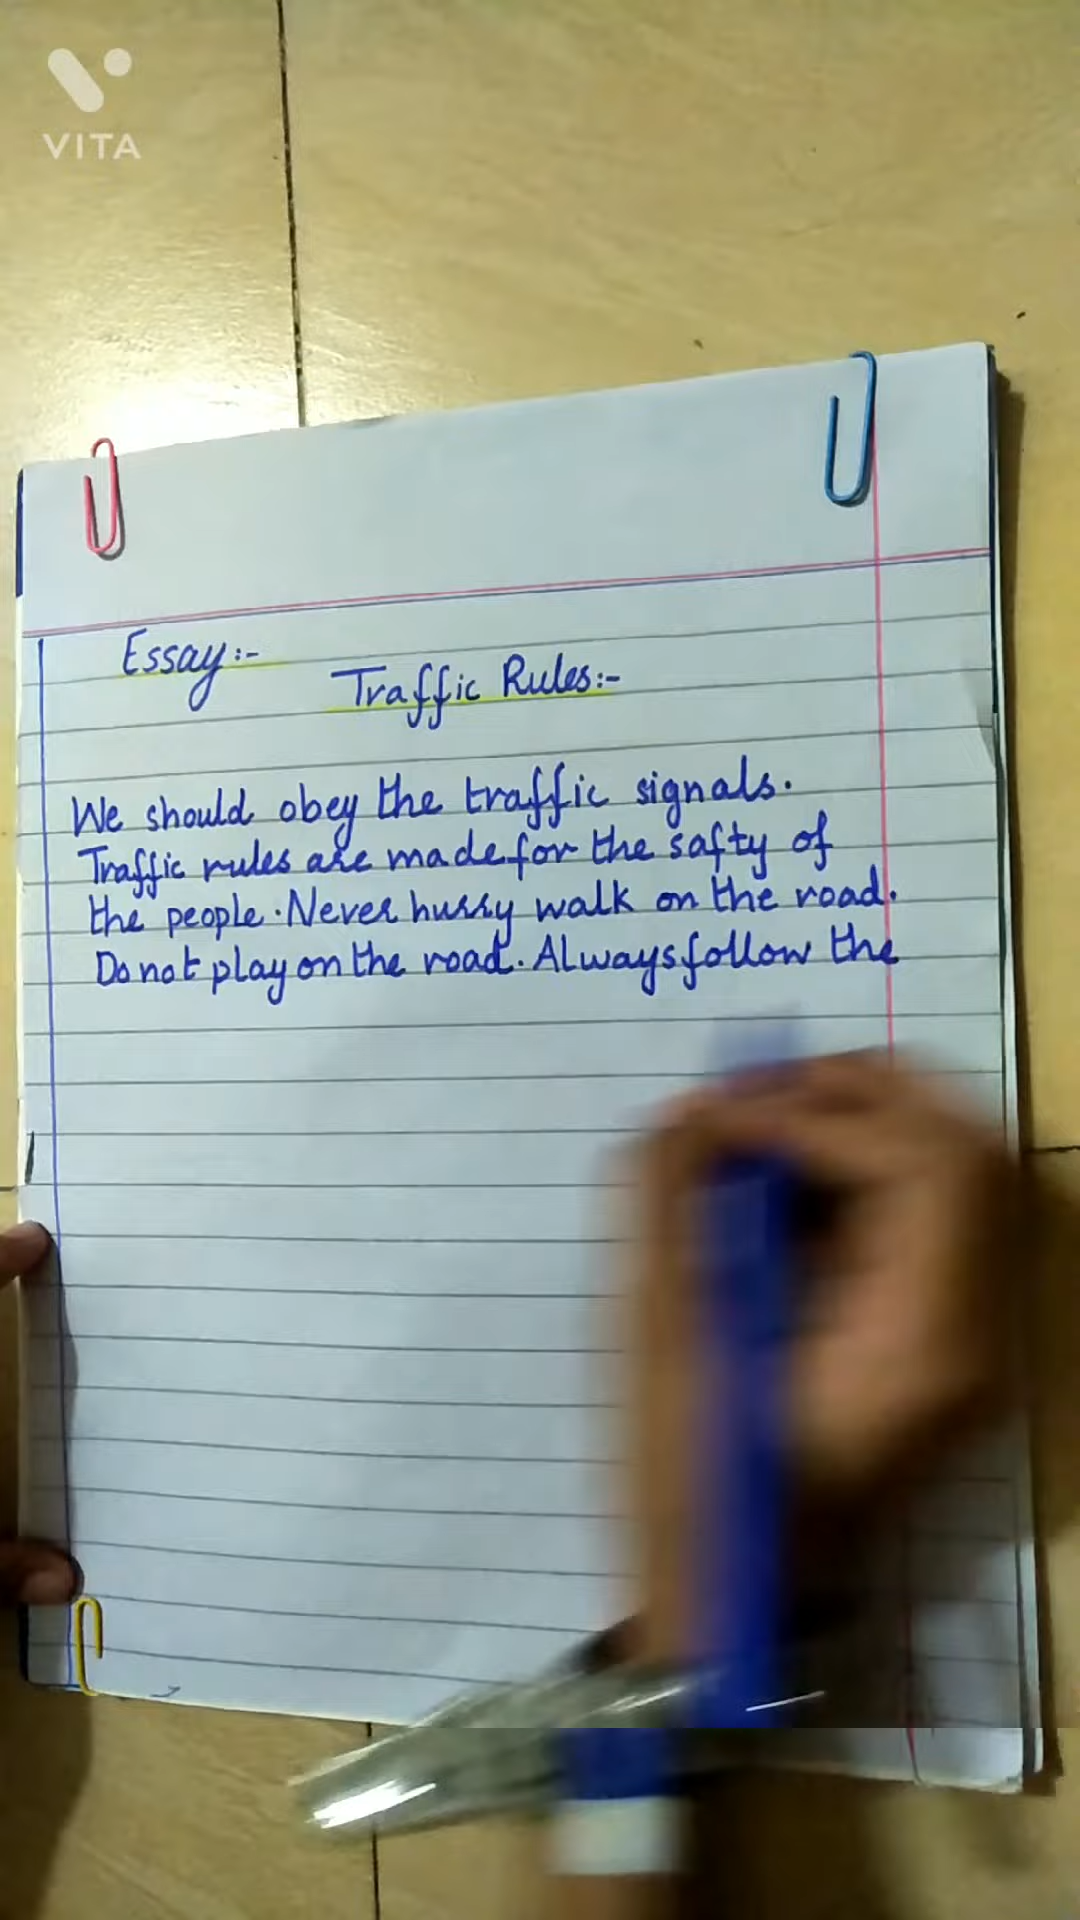 VITA
Essay:-
Traffic Rules:-
We should obey the traffic signals.
Traffic rules are made for the safty of
the people. Never hurry walk on the road.
Do not play on the road. Always follow the